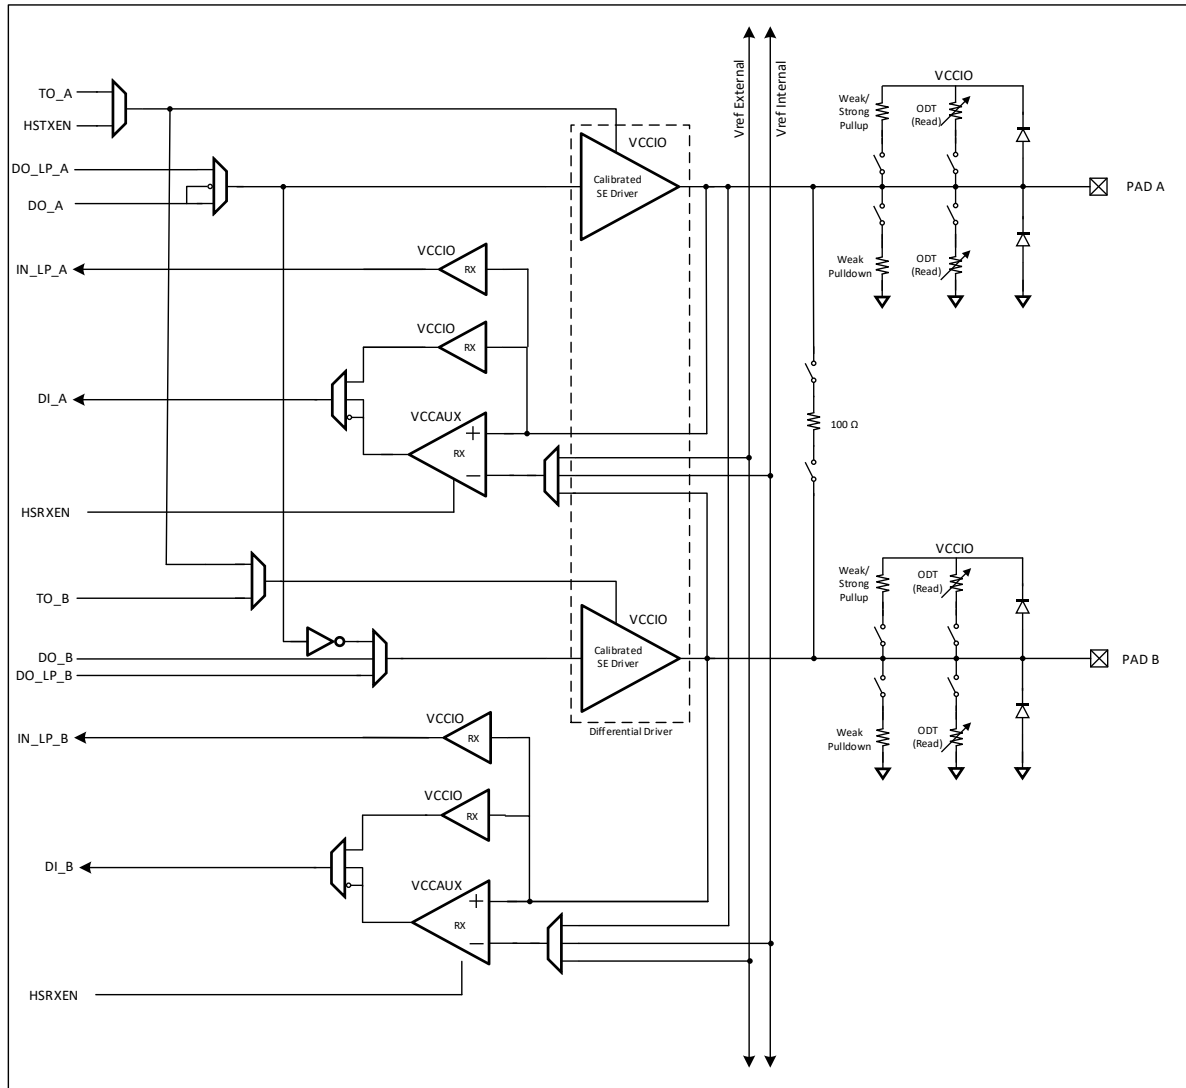 TO_A
HSTXEN
DO_LP_A
DO_A
IN_LP_A
DI_A
HSRXEN
TO_B
DO_B
DO_LP_B
IN_LP_B
DI_B
HSRXEN
VCCIO
Calibrated
SE Driver
VCCIO
RX
VCCIO
RX
VCCAUX
+
RX
−
VCCIO
Calibrated
SE Driver
Differential Driver
VCCIO
RX
VCCIO
RX
VCCAUX
+
RX
−
Vref External
Vref Internal
VCCIO
Weak/
Strong
Pullup
ODT
(Read)
Weak
Pulldown
ODT
(Read)
PAD A
100 Ω
VCCIO
Weak/
Strong
Pullup
ODT
(Read)
Weak
Pulldown
ODT
(Read)
PAD B